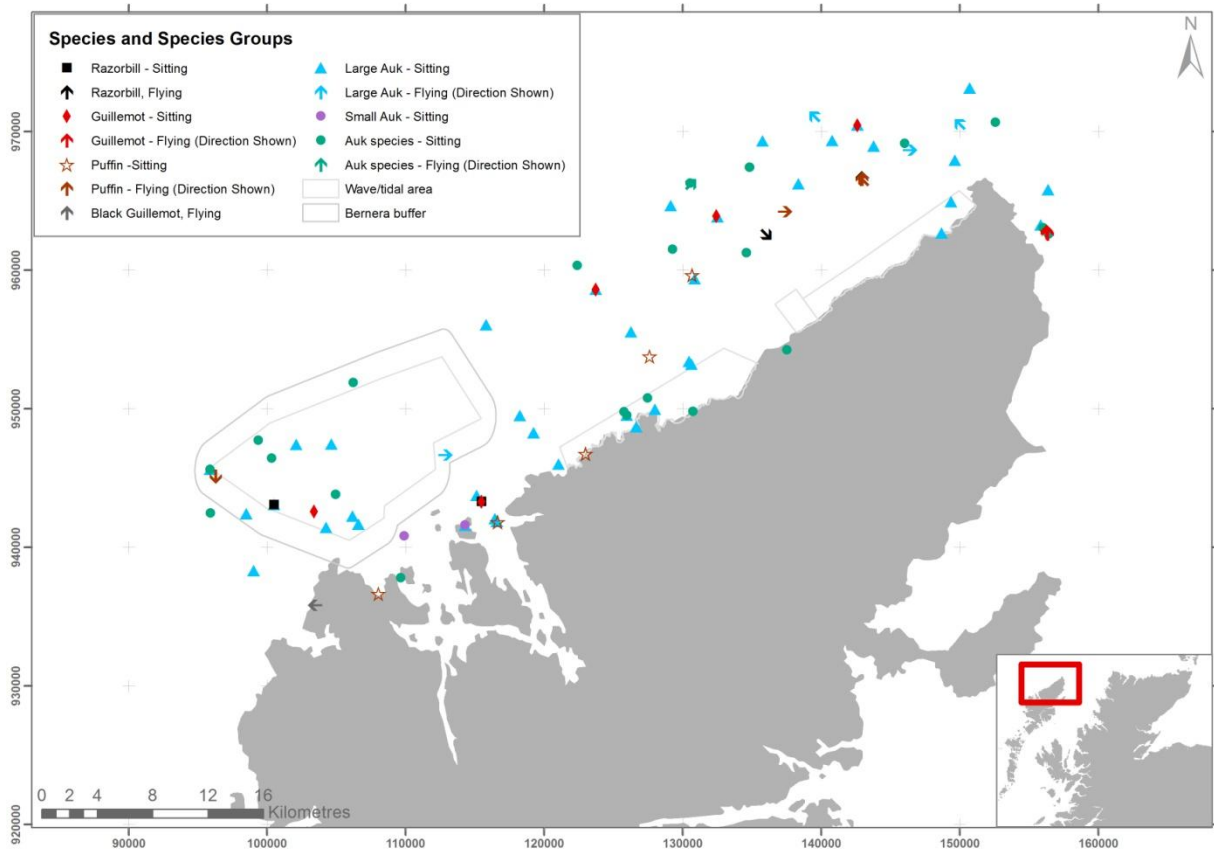 Species and Species Groups
Razorbill - Sitting
Razorbill, Flying
Guillemot - Sitting
Guillemot - Flying (Direction Shown)
Puffin -Sitting
Puffin - Flying (Direction Shown)
Black Guillemot, Flying
Large Auk - Sitting
Large Auk - Flying (Direction Shown)
Small Auk - Sitting
Auk species - Sitting
Auk species - Flying (Direction Shown)
Wave/tidal area
Bernera buffer
N
970000
960000
950000
940000
930000
920000
0 2 4 8 12 16
Kilometres
90000 100000 110000 120000 130000 140000 150000 160000